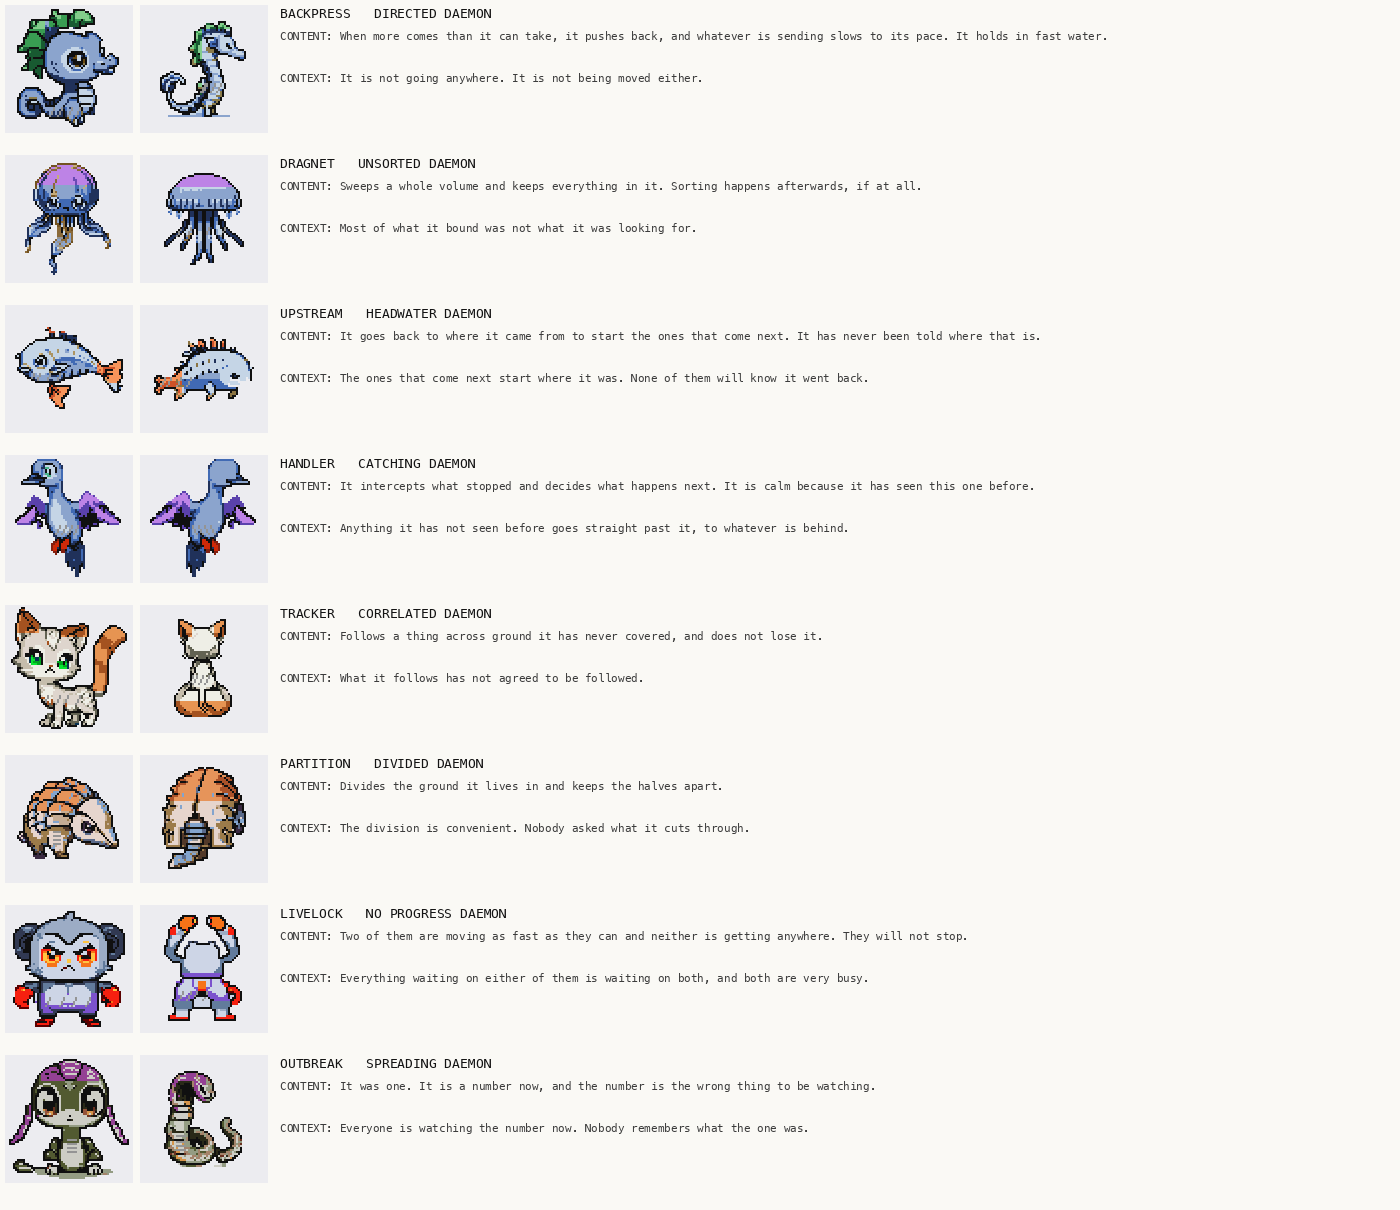 BACKPRESS DIRECTED DAEMON
CONTENT: When more comes than it can take, it pushes back, and whatever is sending slows to its pace. It holds in fast water.
CONTEXT: It is not going anywhere. It is not being moved either.
DRAGNET UNSORTED DAEMON
CONTENT: Sweeps a whole volume and keeps everything in it. Sorting happens afterwards, if at all.
CONTEXT: Most of what it bound was not what it was looking for.
UPSTREAM HEADWATER DAEMON
CONTENT: It goes back to where it came from to start the ones that come next. It has never been told where that is.
CONTEXT: The ones that come next start where it was. None of them will know it went back.
HANDLER CATCHING DAEMON
CONTENT: It intercepts what stopped and decides what happens next. It is calm because it has seen this one before.
CONTEXT: Anything it has not seen before goes straight past it, to whatever is behind.
TRACKER CORRELATED DAEMON
CONTENT: Follows a thing across ground it has never covered, and does not lose it.
CONTEXT: What it follows has not agreed to be followed.
PARTITION DIVIDED DAEMON
CONTENT: Divides the ground it lives in and keeps the halves apart.
CONTEXT: The division is convenient. Nobody asked what it cuts through.
LIVELOCK NO PROGRESS DAEMON
CONTENT: Two of them are moving as fast as they can and neither is getting anywhere. They will not stop.
CONTEXT: Everything waiting on either of them is waiting on both, and both are very busy.
OUTBREAK SPREADING DAEMON
CONTENT: It was one. It is a number now, and the number is the wrong thing to be watching.
CONTEXT: Everyone is watching the number now. Nobody remembers what the one was.